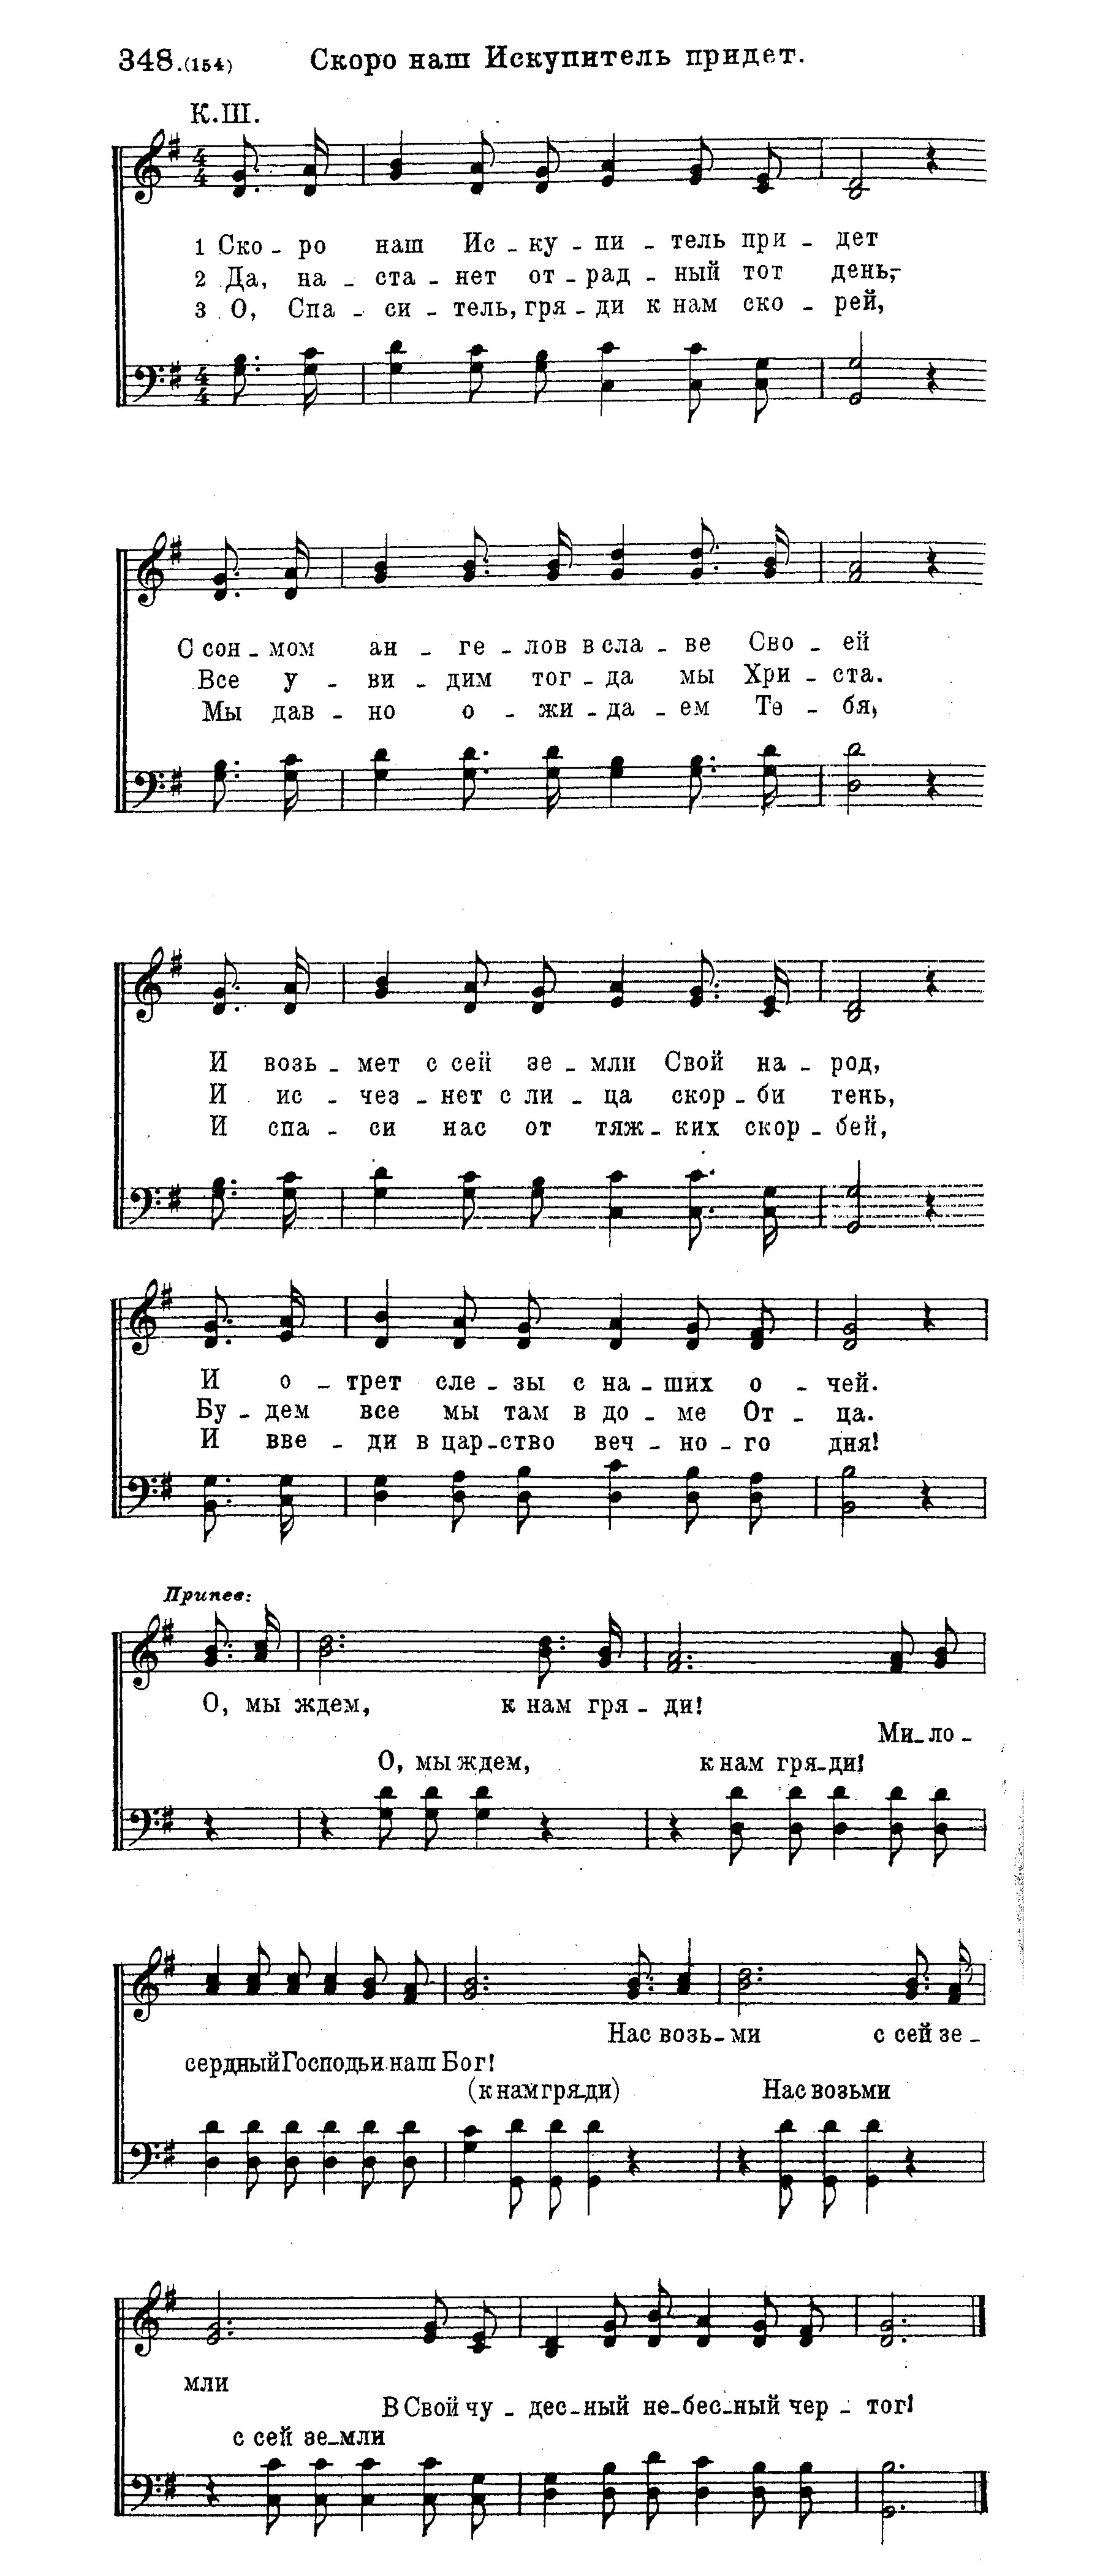 348.(154) Скоро наш Искупитель придет.
К.Ш.
1 Ско - ро наш Ис - ку - пи - тель при - дет
2 Да, на - ста - нет от - рад - ный тот день,-
3 О, Спа - си - тель, гря - ди к нам ско - рей,
С сон - мом ан - ге - лов в сла - ве Сво - ей
Все у - ви - дим тог - да мы Хри - ста.
Мы дав - но о - жи - да - ем Те - бя,
И возь - мет с сей зе - мли Свой на - род,
И ис - чез - нет с ли - ца скор - би тень,
И спа - си нас от тяж - ких скор - бей,
И о - трет сле - зы с на - ших о - чей.
Бу - дем все мы там в до - ме От - ца.
И вве - ди в цар - ство веч - но - го дня!
Припев:
О, мы ждем, к нам гря - ди!
Ми - ло -
О, мы ждем, к нам гря - ди!
Нас возь - ми с сей зе -
сердный Господь и наш Бог!
(к нам гря - ди) Нас возьми
мли
В Свой чу - дес - ный не - бес - ный чер - тог!
с сей зе - мли